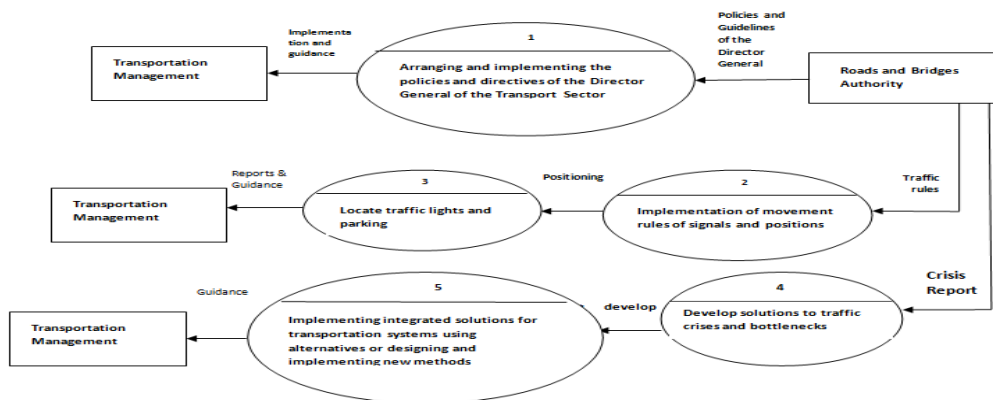 Implementa
tion and
guidance
Policies and
Guidelines
of the
Director
General
1
Transportation
Management
Arranging and implementing the
policies and directives of the Director
General of the Transport Sector
Roads and Bridges
Authority
Reports &
Guidance
3
Positioning
2
Traffic
rules
Transportation
Management
Locate traffic lights and
parking
Implementation of movement
rules of signals and positions
Guidance
5
4
Crisis
Report
develop
Transportation
Management
Implementing integrated solutions for
transportation systems using
alternatives or designing and
implementing new methods
Develop solutions to traffic
crises and bottlenecks